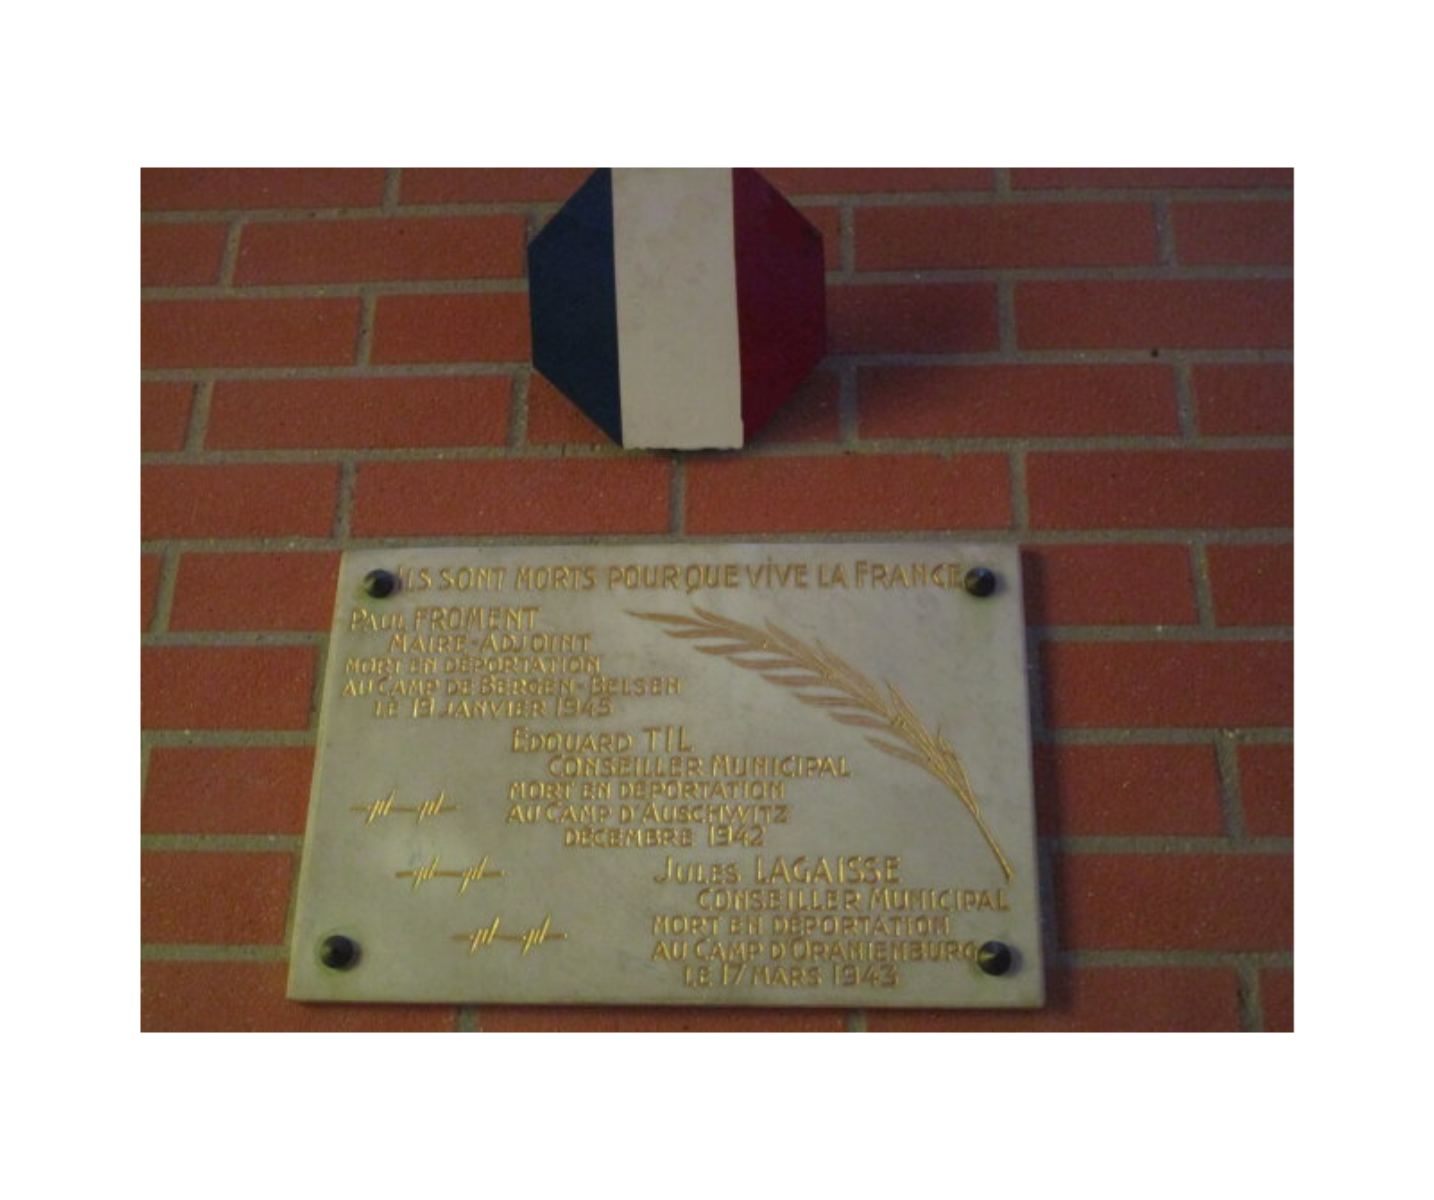 ILS SONT MORTS POUR QUE VIVE LA FRANCE
PAUL FROMENT
MAIRE-ADJOINT
MORT EN DÉPORTATION
AU CAMP DE BERGEN-BELSEN
LE 19 JANVIER 1945
EDOUARD TIL
CONSEILLER MUNICIPAL
MORT EN DÉPORTATION
AU CAMP D'AUSCHWITZ
DÉCEMBRE 1942
JULES LAGAISSE
CONSEILLER MUNICIPAL
MORT EN DÉPORTATION
AU CAMP D'ORANIENBURG
LE 17 MARS 1943